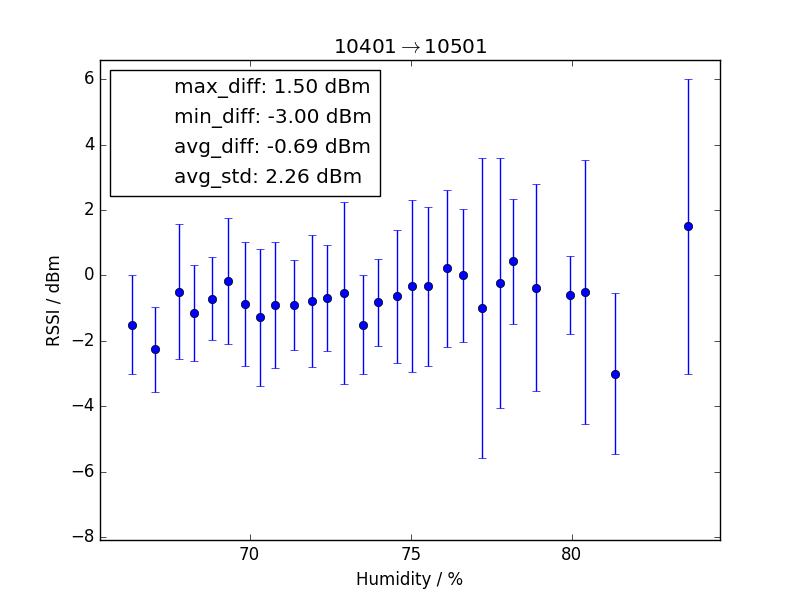 10401→10501
max_diff: 1.50 dBm
min_diff: -3.00 dBm
avg_diff: -0.69 dBm
avg_std: 2.26 dBm
RSSI / dBm
6
4
2
0
−2
−4
−6
−8
70 75 80
Humidity / %